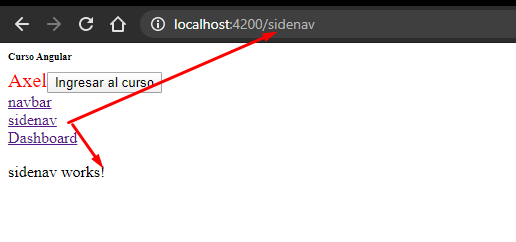 localhost:4200/sidenav
Curso Angular
Axel Ingresar al curso
navbar
sidenav
Dashboard
sidenav works!